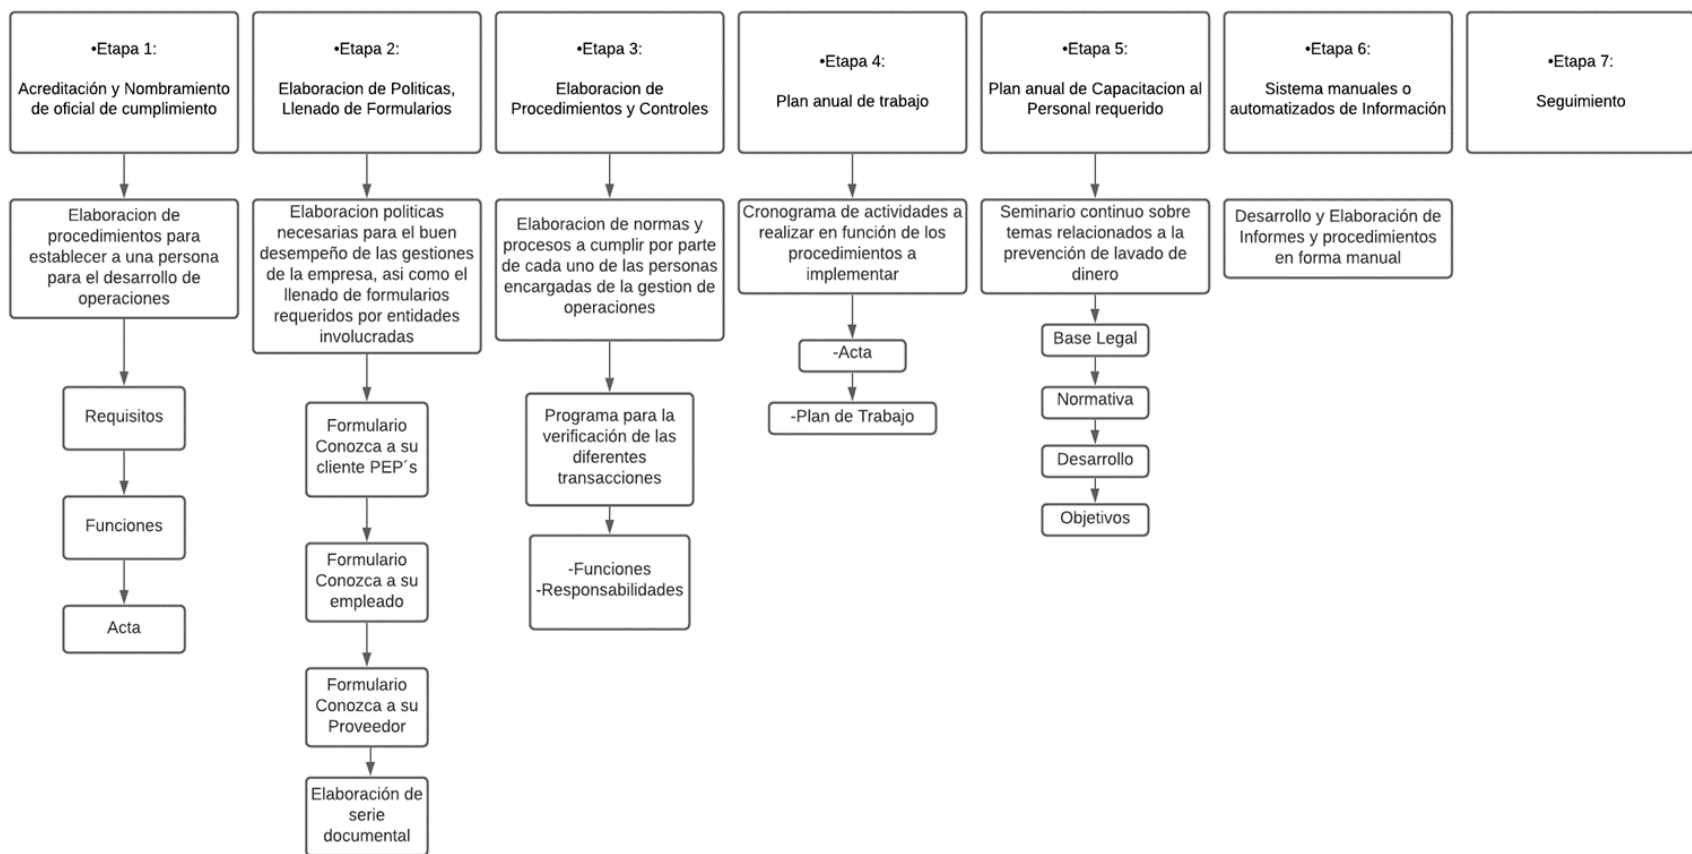 •Etapa 1:
Acreditación y Nombramiento
de oficial de cumplimiento
Elaboracion de
procedimientos para
establecer a una persona
para el desarrollo de
operaciones
Requisitos
Funciones
Acta
•Etapa 2:
Elaboracion de Politicas,
Llenado de Formularios
Elaboracion politicas
necesarias para el buen
desempeño de las gestiones
de la empresa, asi como el
llenado de formularios
requeridos por entidades
involucradas
Formulario
Conozca a su
cliente PEP´s
Formulario
Conozca a su
empleado
Formulario
Conozca a su
Proveedor
Elaboración de
serie
documental
•Etapa 3:
Elaboracion de
Procedimientos y Controles
Elaboracion de normas y
procesos a cumplir por parte
de cada uno de las personas
encargadas de la gestion de
operaciones
Programa para la
verificación de las
diferentes
transacciones
-Funciones
-Responsabilidades
•Etapa 4:
Plan anual de trabajo
Cronograma de actividades a
realizar en función de los
procedimientos a
implementar
-Acta
-Plan de Trabajo
•Etapa 5:
Plan anual de Capacitacion al
Personal requerido
Seminario continuo sobre
temas relacionados a la
prevención de lavado de
dinero
Base Legal
Normativa
Desarrollo
Objetivos
•Etapa 6:
Sistema manuales o
automatizados de Información
Desarrollo y Elaboración de
Informes y procedimientos
en forma manual
•Etapa 7:
Seguimiento